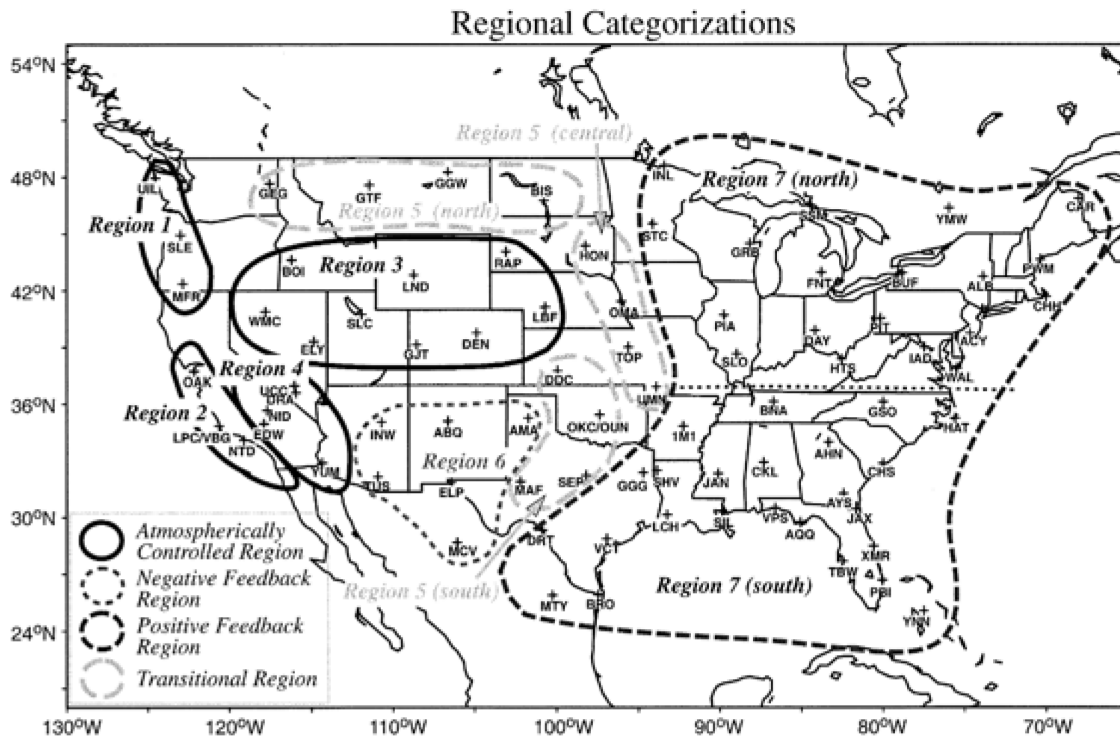 Regional Categorizations
54°N
48°N
42°N
36°N
30°N
24°N
130°W
120°W
110°W
100°W
90°W
80°W
70°W
Region 5 (central)
Region 7 (north)
Region 1
Region 5 (north)
Region 3
Region 4
Region 2
Region 6
Region 5 (south)
Region 7 (south)
UIL
GEG
GTF
GGW
BIS
INL
SSM
YMW
CAR
SLE
STC
GRB
HON
BOI
RAP
LND
FNT
BUF
ALB
PWM
CHH
MFR
WMC
SLC
LBF
OMA
PIA
DAY
PIT
ACY
ELY
GJT
DEN
TOP
SLO
HTS
IAD
WAL
OAK
UCC
DRA
NID
DDC
UMN
BNA
GSO
HAT
LPC/VBG
EDW
NTD
INW
ABQ
AMA
OKC/OUN
1M1
AHN
YUM
TUS
ELP
MAF
SEP
GGG
SHV
JAN
CKL
CHS
AYS
JAX
LCH
SIL
VPS
AQQ
MCV
DRT
VCT
XMR
TBW
PBI
MTY
BRO
YNN
Atmospherically
Controlled Region
Negative Feedback
Region
Positive Feedback
Region
Transitional Region